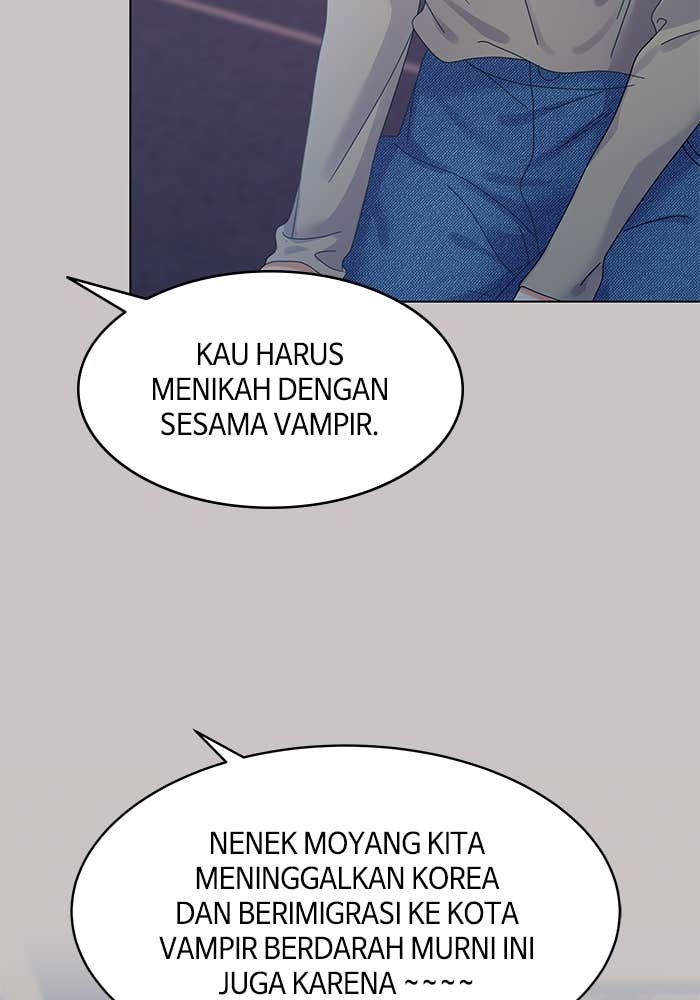 KAU HARUS
MENIKAH DENGAN
SESAMA VAMPIR.
NENEK MOYANG KITA
MENINGGALKAN KOREA
DAN BERIMIGRASI KE KOTA
VAMPIR BERDARAH MURNI INI
JUGA KARENA ~~~~